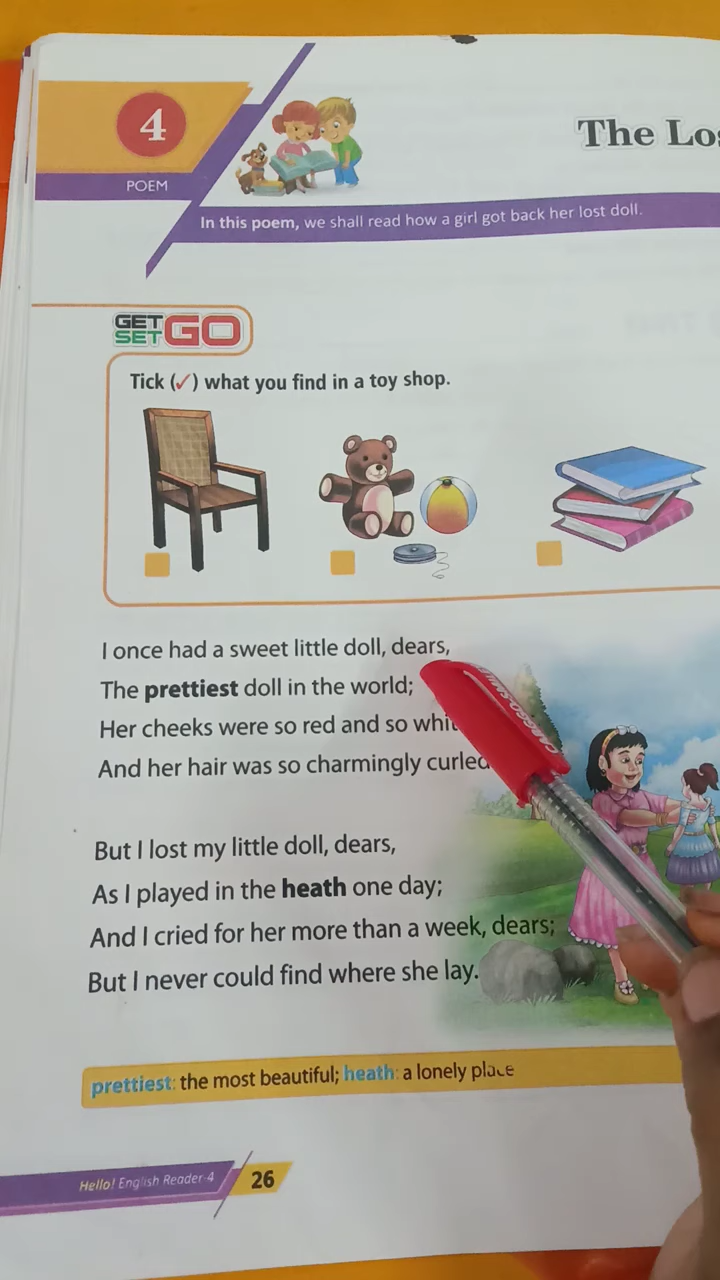 4
POEM
The Lo
In this poem, we shall read how a girl got back her lost doll.
GET SET GO
Tick (✓) what you find in a toy shop.
I once had a sweet little doll, dears,
The prettiest doll in the world;
Her cheeks were so red and so whit
And her hair was so charmingly curled
But I lost my little doll, dears,
As I played in the heath one day;
And I cried for her more than a week, dears;
But I never could find where she lay.
prettiest: the most beautiful; heath: a lonely place
Hello! English Reader-4
26